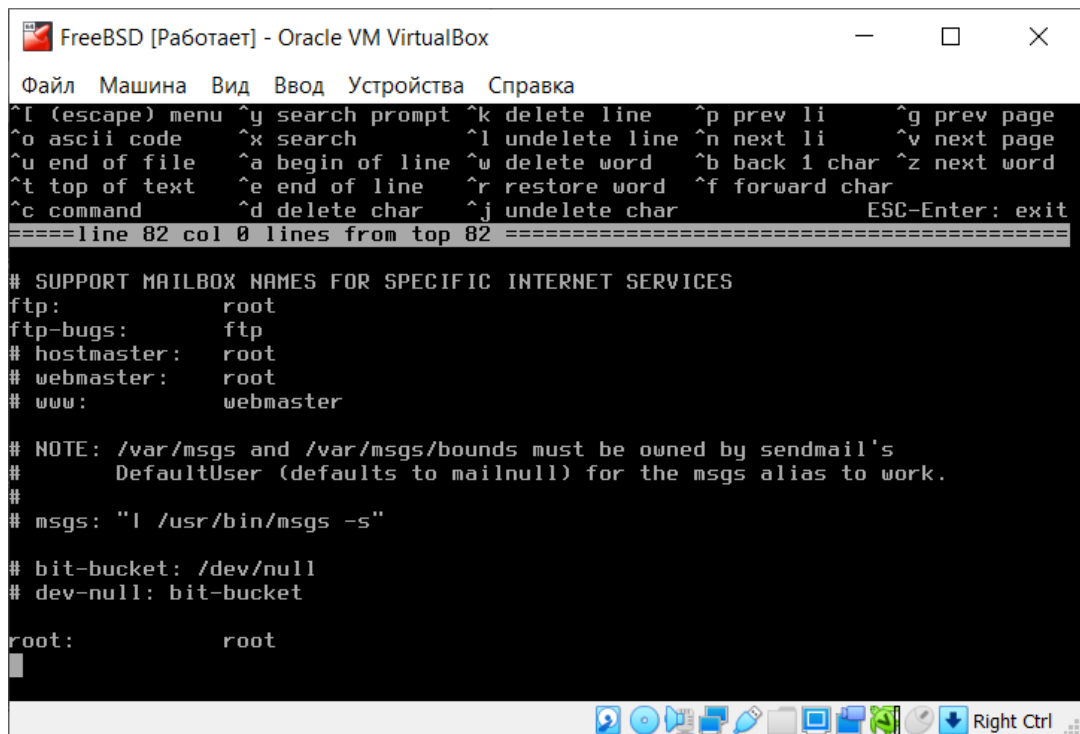 FreeBSD [Работает] - Oracle VM VirtualBox
Файл Машина Вид Ввод Устройства Справка
^[ (escape) menu ^y search prompt ^k delete line ^p prev li ^g prev page
^o ascii code ^x search ^l undelete line ^n next li ^v next page
^u end of file ^a begin of line ^w delete word ^b back 1 char ^z next word
^t top of text ^e end of line ^r restore word ^f forward char
^c command ^d delete char ^j undelete char ESC-Enter: exit
=====line 82 col 0 lines from top 82 ==========================================
# SUPPORT MAILBOX NAMES FOR SPECIFIC INTERNET SERVICES
ftp: root
ftp-bugs: ftp
# hostmaster: root
# webmaster: root
# www: webmaster
# NOTE: /var/msgs and /var/msgs/bounds must be owned by sendmail's
# DefaultUser (defaults to mailnull) for the msgs alias to work.
#
# msgs: "| /usr/bin/msgs -s"
# bit-bucket: /dev/null
# dev-null: bit-bucket
root: root
Right Ctrl